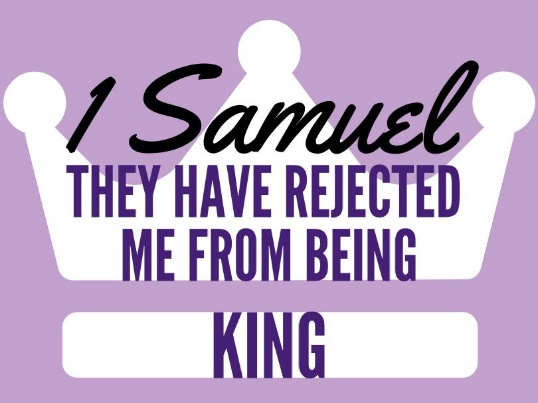 1 Samuel
THEY HAVE REJECTED
ME FROM BEING
KING